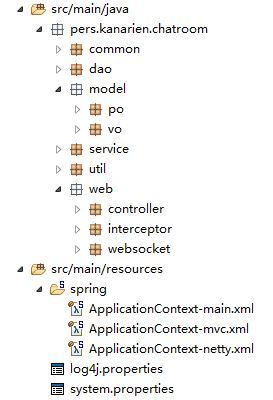 src/main/java
pers.kanarien.chatroom
common
dao
model
po
vo
service
util
web
controller
interceptor
websocket
src/main/resources
spring
ApplicationContext-main.xml
ApplicationContext-mvc.xml
ApplicationContext-netty.xml
log4j.properties
system.properties